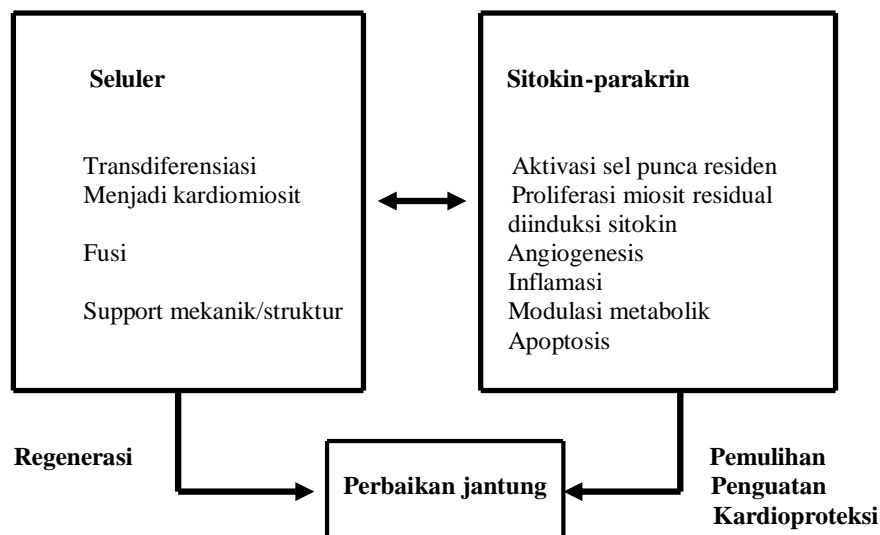 Seluler
Transdiferensiasi
Menjadi kardiomiosit
Fusi
Support mekanik/struktur
Sitokin-parakrin
Aktivasi sel punca residen
Proliferasi miosit residual
diinduksi sitokin
Angiogenesis
Inflamasi
Modulasi metabolik
Apoptosis
Regenerasi
Perbaikan jantung
Pemulihan
Penguatan
Kardioproteksi